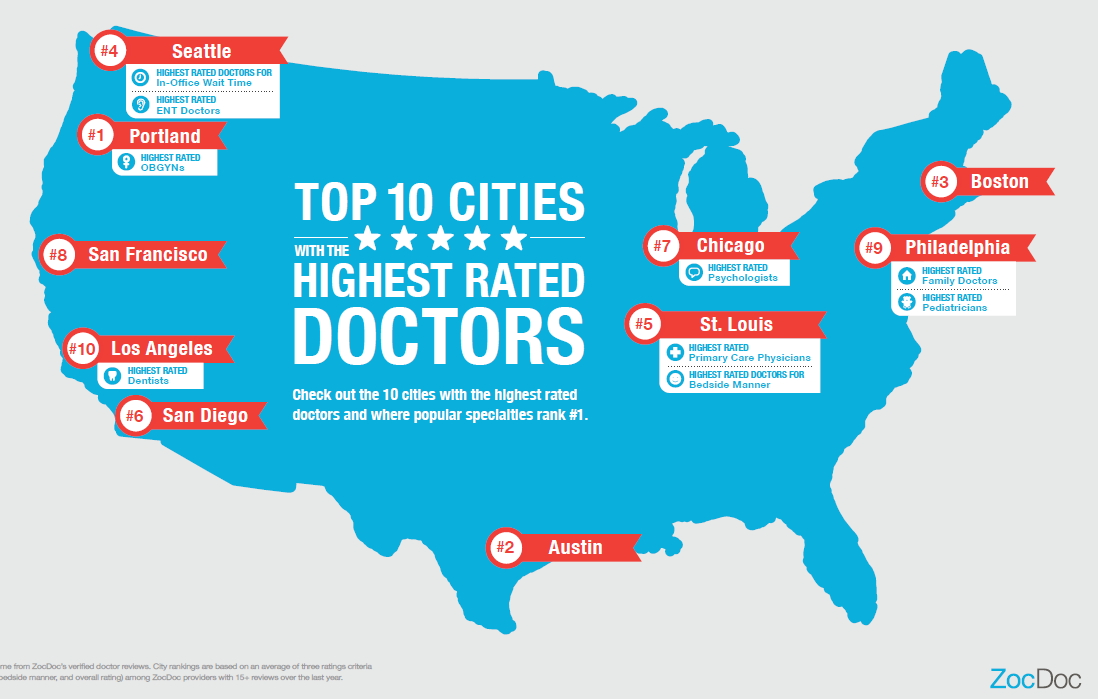 #4
Seattle
HIGHEST RATED DOCTORS FOR
In-Office Wait Time
HIGHEST RATED
ENT Doctors
#1
Portland
HIGHEST RATED
OBGYNs
#8
San Francisco
#10
Los Angeles
HIGHEST RATED
Dentists
#6
San Diego
TOP 10 CITIES
WITH THE
HIGHEST RATED
DOCTORS
Check out the 10 cities with the highest rated
doctors and where popular specialties rank #1.
#7
Chicago
HIGHEST RATED
Psychologists
#5
St. Louis
HIGHEST RATED
Primary Care Physicians
HIGHEST RATED DOCTORS FOR
Bedside Manner
#3
Boston
#9
Philadelphia
HIGHEST RATED
Family Doctors
HIGHEST RATED
Pediatricians
#2
Austin
me from ZocDoc's verified doctor reviews. City rankings are based on an average of three ratings criteria
bedside manner, and overall rating) among ZocDoc providers with 15+ reviews over the last year.
ZocDoc